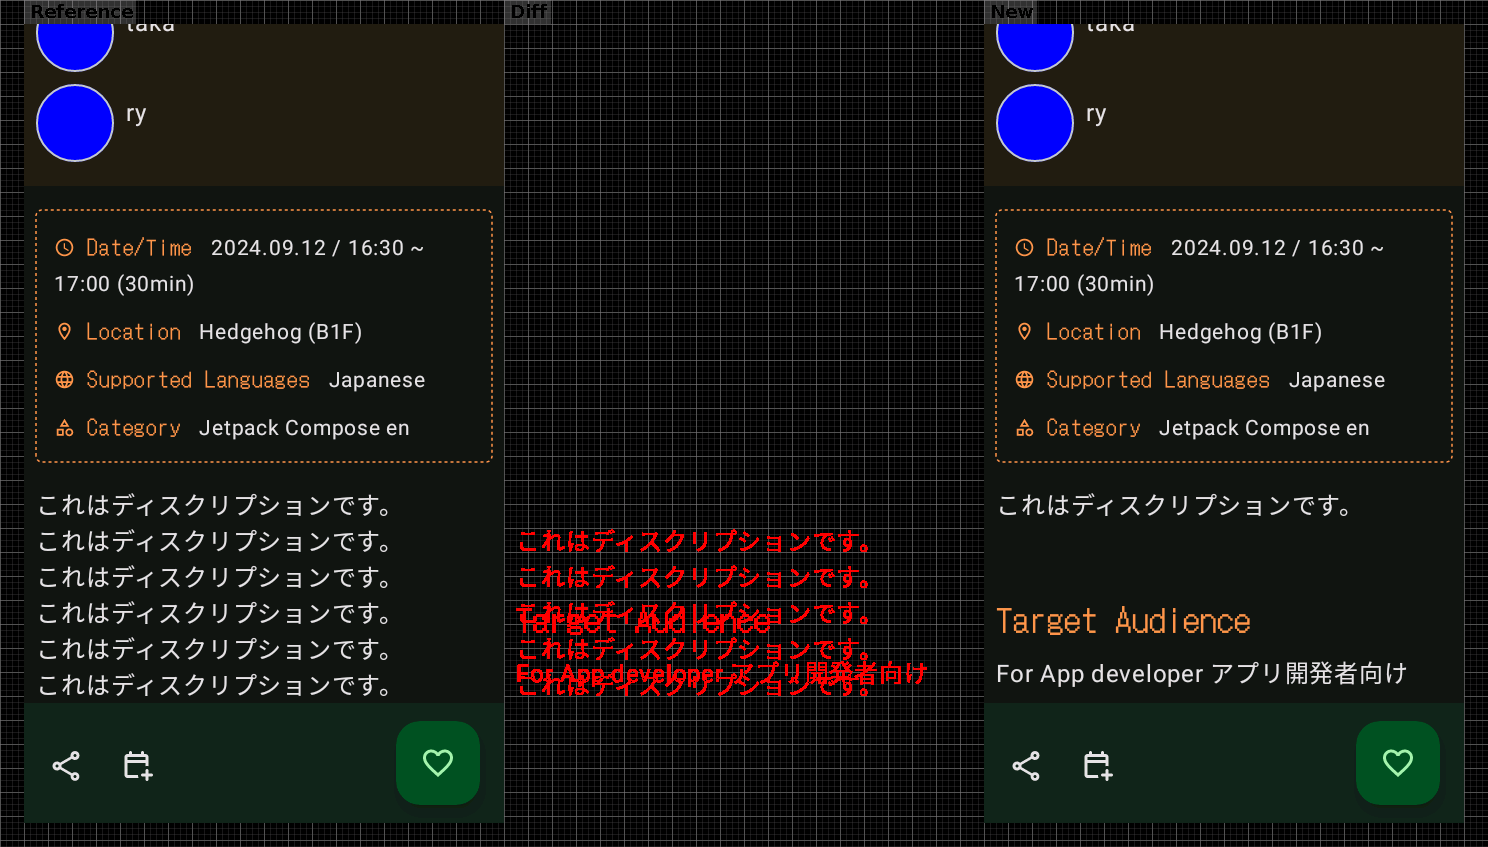 Reference
taka
ry
Date/Time 2024.09.12 / 16:30 ~
17:00 (30min)
Location Hedgehog (B1F)
Supported Languages Japanese
Category Jetpack Compose en
これはディスクリプションです。
これはディスクリプションです。
これはディスクリプションです。
これはディスクリプションです。
これはディスクリプションです。
これはディスクリプションです。
Diff
これはディスクリプションです。
これはディスクリプションです。
これはディスクリプションです。
Target Audience
これはディスクリプションです。
For App developer アプリ開発者向け
これはディスクリプションです。
New
taka
ry
Date/Time 2024.09.12 / 16:30 ~
17:00 (30min)
Location Hedgehog (B1F)
Supported Languages Japanese
Category Jetpack Compose en
これはディスクリプションです。
Target Audience
For App developer アプリ開発者向け